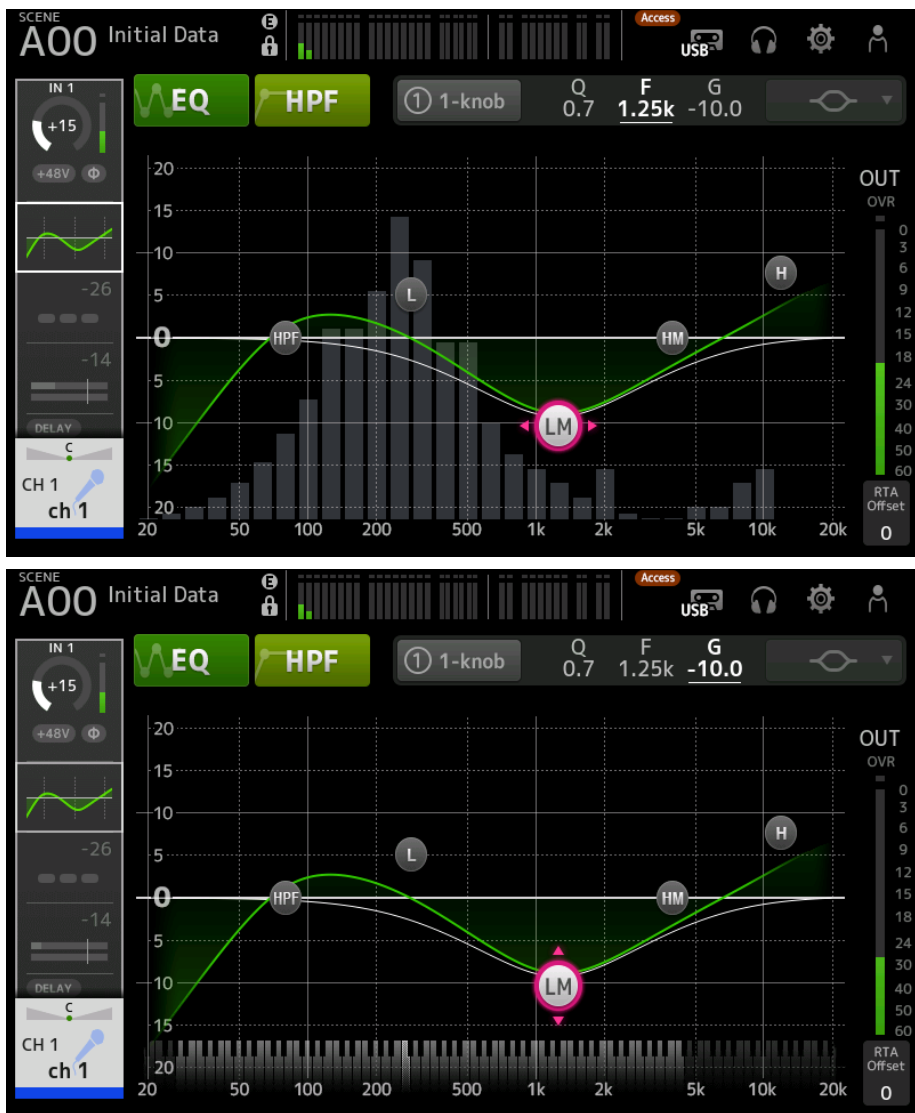 SCENE
A00 Initial Data
E
Access
USB
IN 1
+15
+48V Φ
-26
-14
DELAY
C
CH 1
ch 1
EQ
HPF
1 1-knob
Q F G
0.7 1.25k -10.0
20
15
10
5
0
5
10
15
20
HPF
L
LM
HM
H
20 50 100 200 500 1k 2k 5k 10k 20k
OUT
OVR
0
3
6
9
12
15
18
24
30
40
50
60
RTA
Offset
0
SCENE
A00 Initial Data
E
Access
USB
IN 1
+15
+48V Φ
-26
-14
DELAY
C
CH 1
ch 1
EQ
HPF
1 1-knob
Q F G
0.7 1.25k -10.0
20
15
10
5
0
5
10
15
20
HPF
L
LM
HM
H
20 50 100 200 500 1k 2k 5k 10k 20k
OUT
OVR
0
3
6
9
12
15
18
24
30
40
50
60
RTA
Offset
0